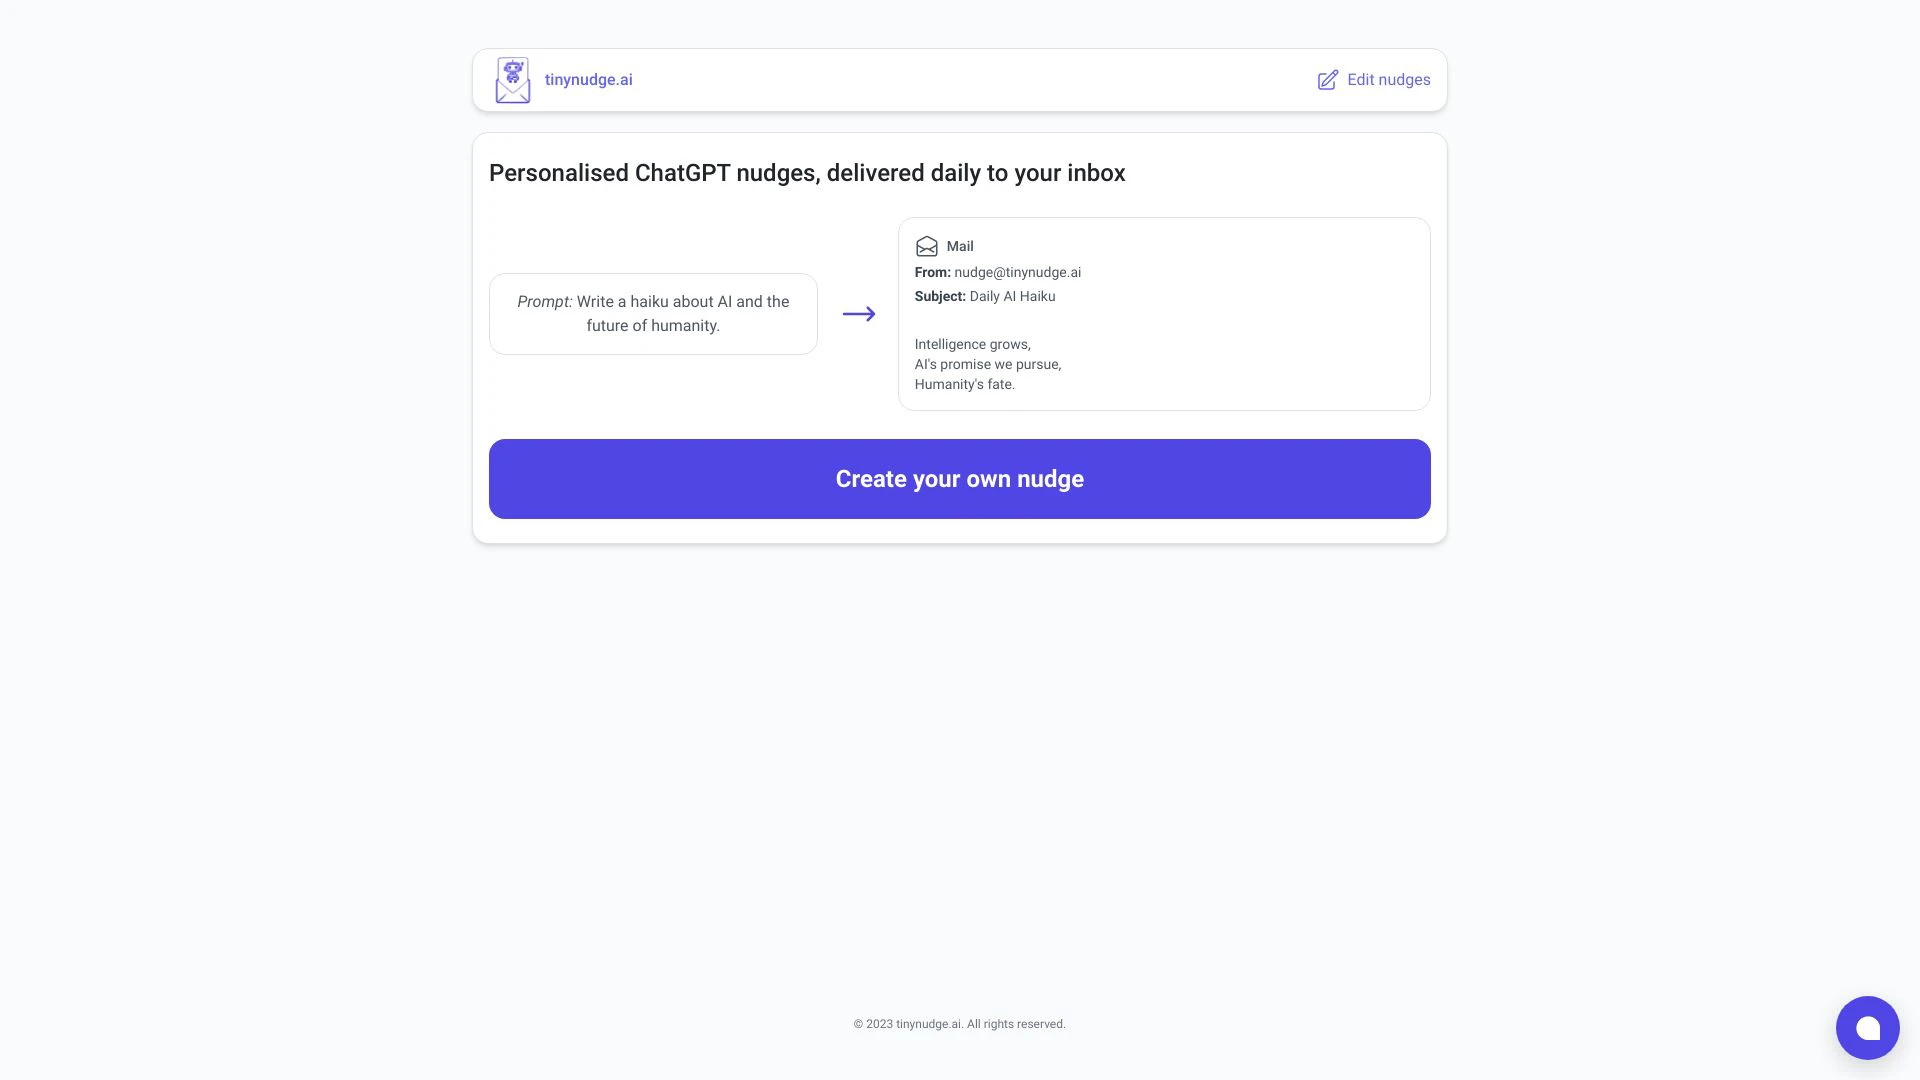 tinynudge.ai
Edit nudges
Personalised ChatGPT nudges, delivered daily to your inbox
Prompt: Write a haiku about AI and the
future of humanity.
Mail
From: nudge@tinynudge.ai
Subject: Daily AI Haiku
Intelligence grows,
AI's promise we pursue,
Humanity's fate.
Create your own nudge
© 2023 tinynudge.ai. All rights reserved.